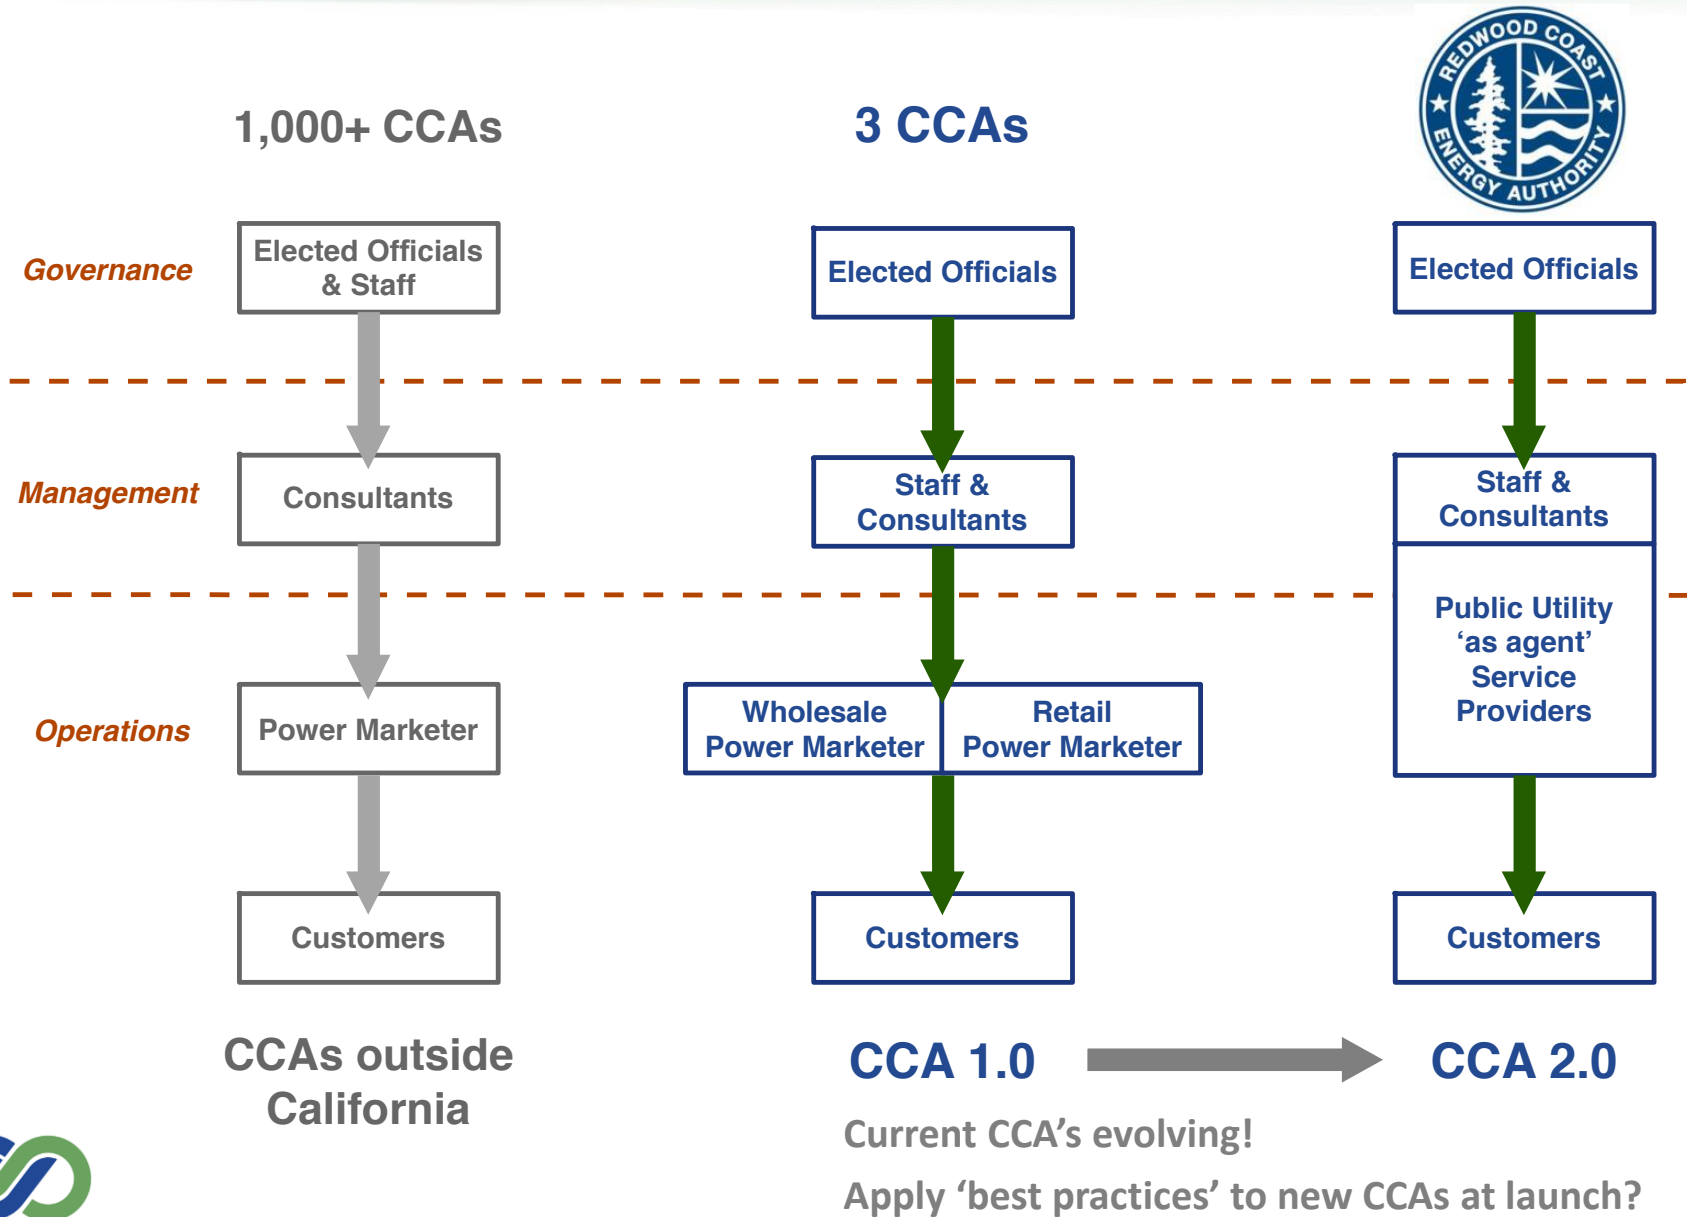 REDWOOD COAST
ENERGY AUTHORITY
1,000+ CCAs
3 CCAs
Governance
Elected Officials
& Staff
Elected Officials
Elected Officials
Management
Consultants
Staff &
Consultants
Staff &
Consultants
Operations
Power Marketer
Wholesale
Power Marketer
Retail
Power Marketer
Public Utility
‘as agent’
Service
Providers
Customers
Customers
Customers
CCAs outside
California
CCA 1.0
CCA 2.0
Current CCA’s evolving!
Apply ‘best practices’ to new CCAs at launch?